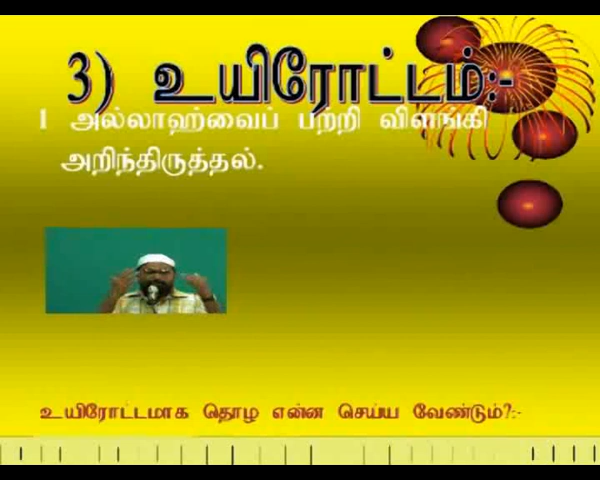 3) உயிரோட்டம்:-
1 அல்லாஹ்வைப் பற்றி விளங்கி
அறிந்திருத்தல்.
உயிரோட்டமாக தொழ என்ன செய்ய வேண்டும்?:-